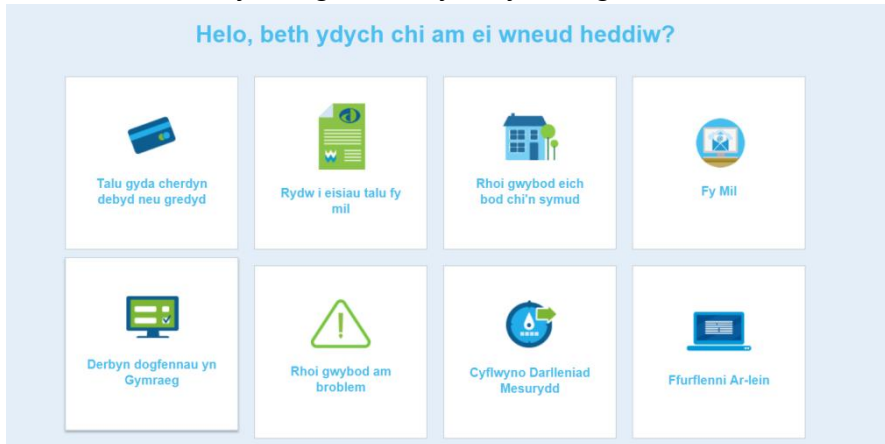 Helo, beth ydych chi am ei wneud heddiw?
Talu gyda cherdyn
debyd neu gredyd
Rydw i eisiau talu fy
mil
Rhoi gwybod eich
bod chi'n symud
Fy Mil
Derbyn dogfennau yn
Gymraeg
Rhoi gwybod am
broblem
Cyflwyno Darlleniad
Mesurydd
Ffurflenni Ar-lein